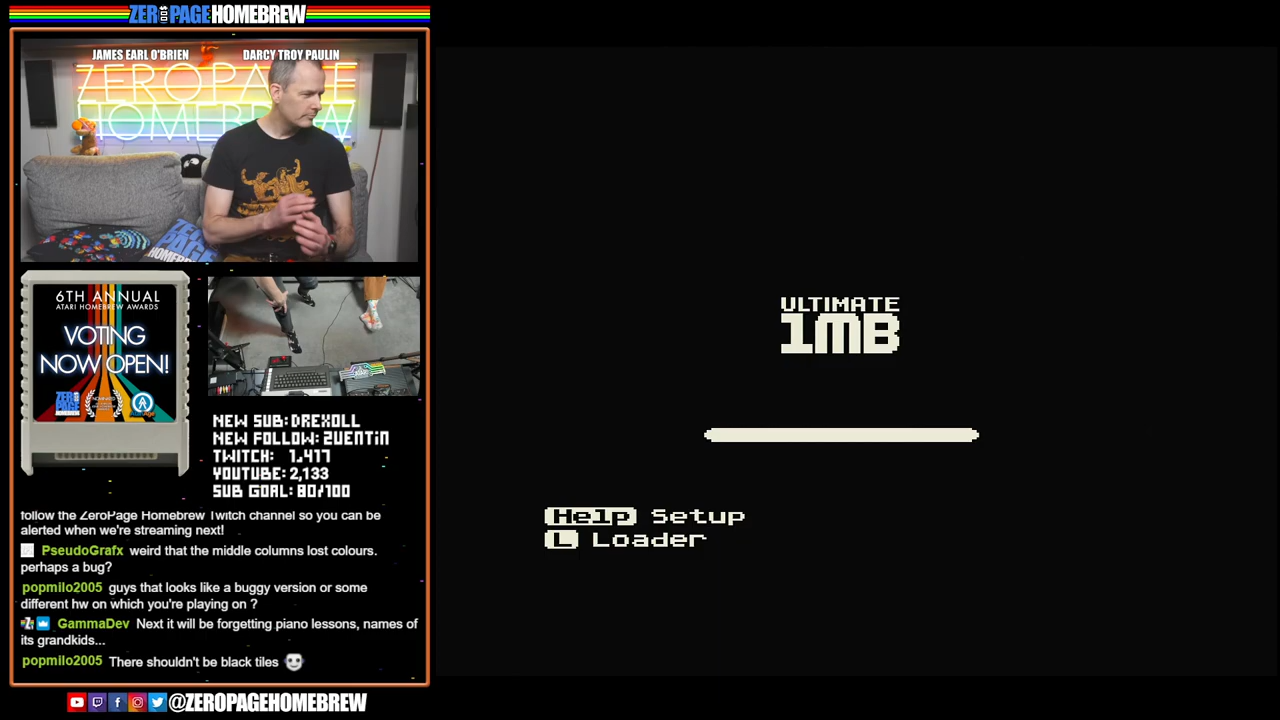 ZEROPAGE HOMEBREW
JAMES EARL O'BRIEN
DARCY TROY PAULIN
ZEROPAGE
HOMEBREW
6TH ANNUAL
ATARI HOMEBREW AWARDS
VOTING
NOW OPEN!
NEW SUB: DREXOLL
NEW FOLLOW: ZUENTIN
TWITCH: 1,417
YOUTUBE: 2,133
SUB GOAL: 80/100
follow the ZeroPage Homebrew Twitch channel so you can be
alerted when we're streaming next!
PseudoGrafx weird that the middle columns lost colours.
perhaps a bug?
popmilo2005 guys that looks like a buggy version or some
different hw on which you're playing on ?
GammaDev Next it will be forgetting piano lessons, names of
its grandkids...
popmilo2005 There shouldn't be black tiles
@ZEROPAGEHOMEBREW
ULTIMATE
1MB
Help Setup
L Loader